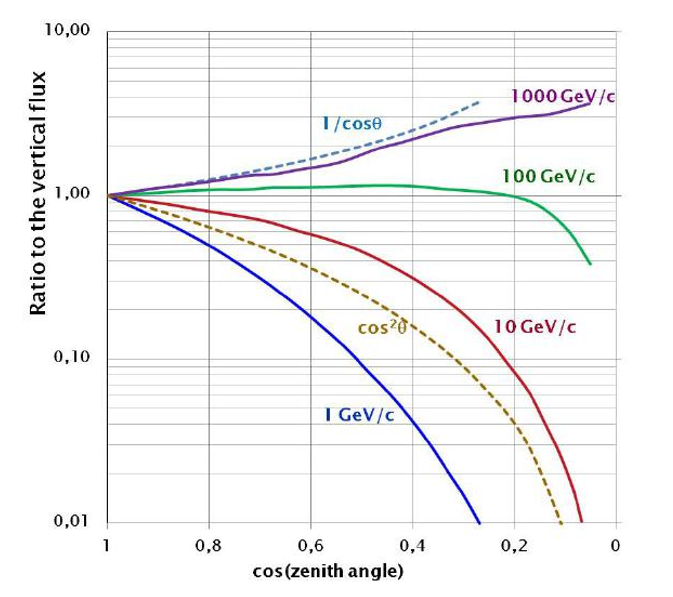 10,00
1000 GeV/c
1/cosθ
100 GeV/c
1,00
Ratio to the vertical flux
cos²θ
10 GeV/c
0,10
1 GeV/c
0,01
1 0,8 0,6 0,4 0,2 0
cos(zenith angle)